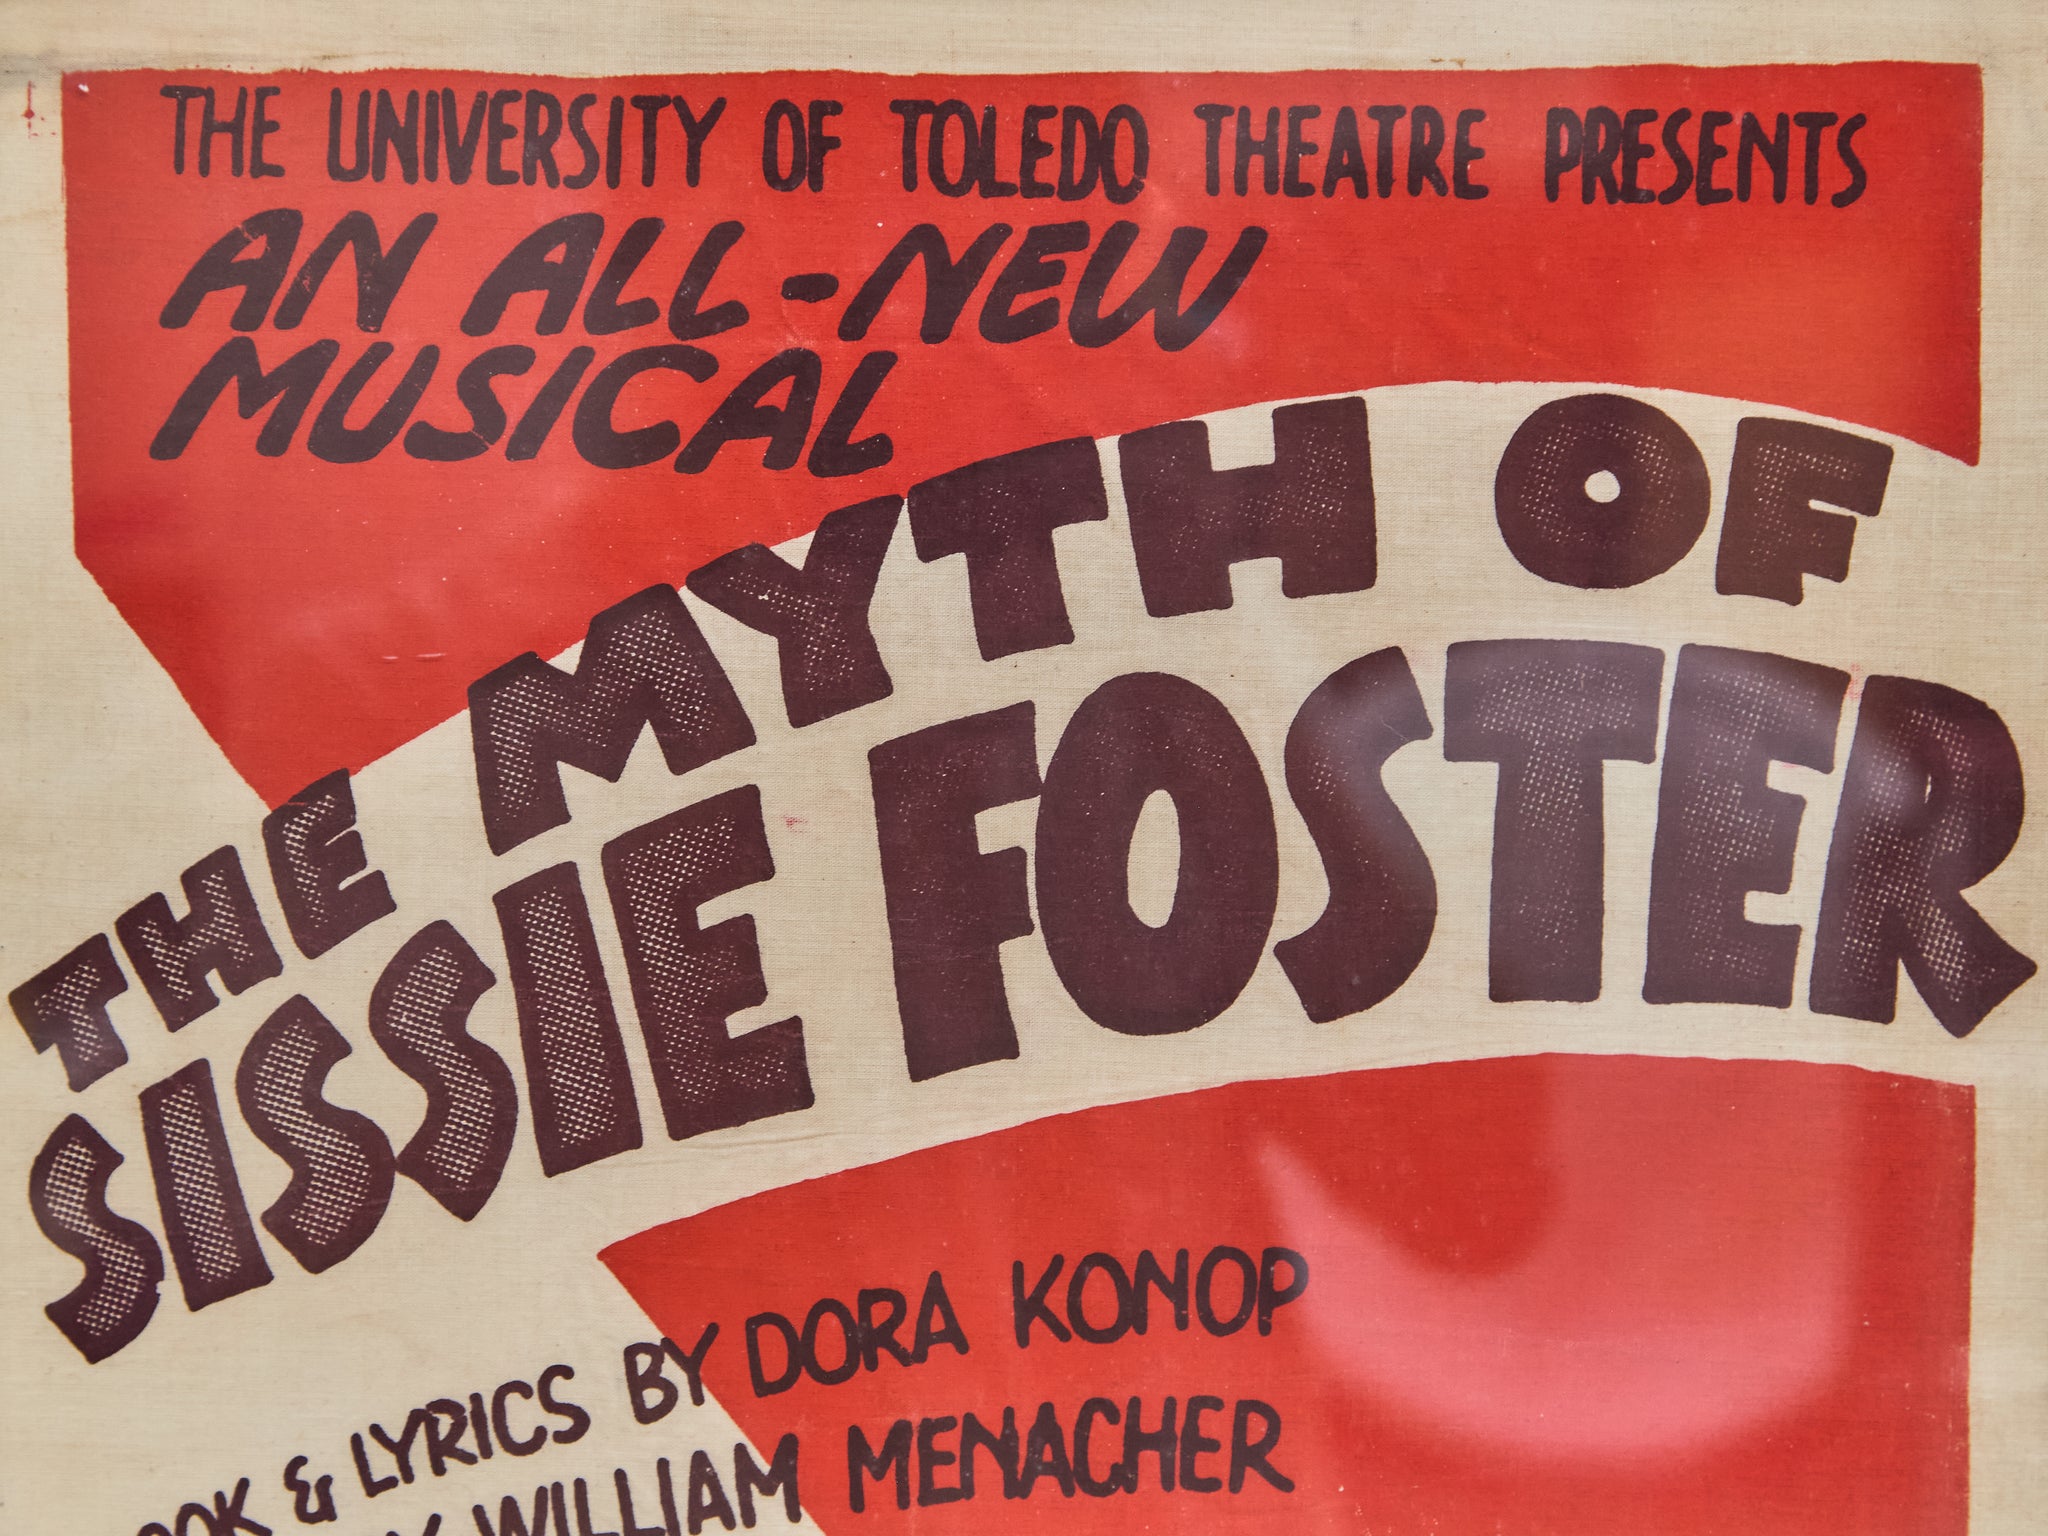 THE UNIVERSITY OF TOLEDO THEATRE PRESENTS
AN ALL-NEW
MUSICAL
THE MYTH OF
SISSIE FOSTER
& LYRICS BY DORA KONOP
WILLIAM MENACHER